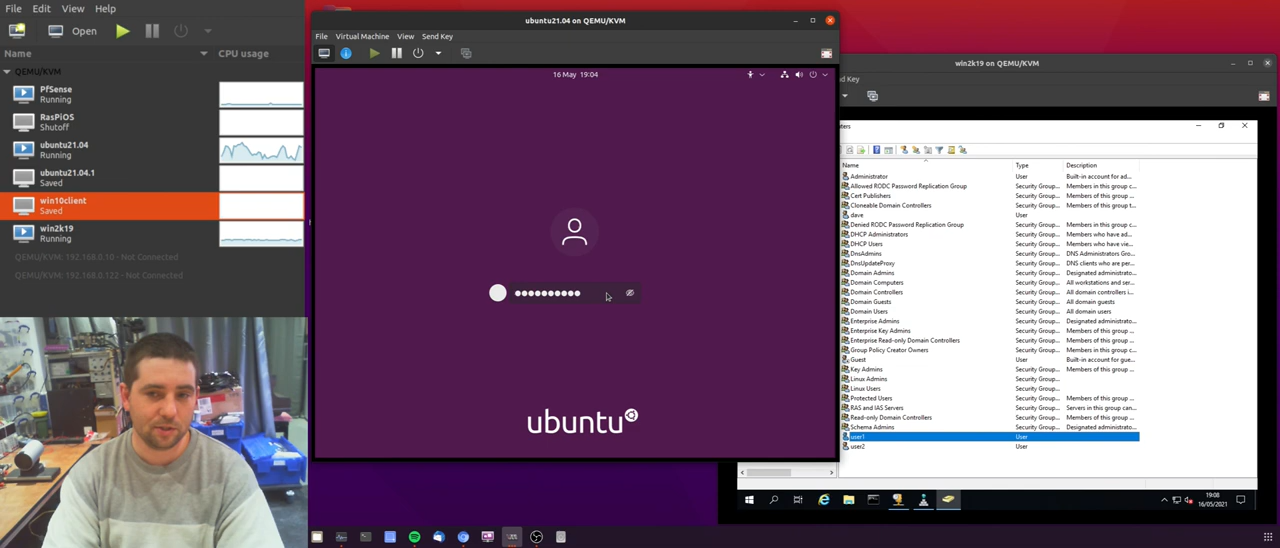 File Edit View Help
Open
Name CPU usage
QEMU/KVM
PfSense
Running
RasPiOS
Shutoff
ubuntu21.04
Running
ubuntu21.04.1
Saved
win10client
Saved
win2k19
Running
QEMU/KVM: 192.168.0.10 - Not Connected
QEMU/KVM: 192.168.0.122 - Not Connected
ubuntu21.04 on QEMU/KVM
File Virtual Machine View Send Key
16 May 19:04
ubuntu
win2k19 on QEMU/KVM
nd Key
ters
Name Type Description
Administrator User Built-in account for ad...
Allowed RODC Password Replication Group Security Group... Members in this group c...
Cert Publishers Security Group... Members of this group ...
Cloneable Domain Controllers Security Group... Members of this group t...
dave User
Denied RODC Password Replication Group Security Group... Members in this group c...
DHCP Administrators Security Group... Members who have ad...
DHCP Users Security Group... Members who have vie...
DnsAdmins Security Group... DNS Administrators Gro...
DnsUpdateProxy Security Group... DNS clients who are per...
Domain Admins Security Group... Designated administrato...
Domain Computers Security Group... All workstations and ser...
Domain Controllers Security Group... All domain controllers i...
Domain Guests Security Group... All domain guests
Domain Users Security Group... All domain users
Enterprise Admins Security Group... Designated administrato...
Enterprise Key Admins Security Group... Members of this group ...
Enterprise Read-only Domain Controllers Security Group... Members of this group ...
Group Policy Creator Owners Security Group... Members in this group c...
Guest User Built-in account for gue...
Key Admins Security Group... Members of this group ...
Linux Admins Security Group...
Linux Users Security Group...
Protected Users Security Group... Members of this group ...
RAS and IAS Servers Security Group... Servers in this group can...
Read-only Domain Controllers Security Group... Members of this group ...
Schema Admins Security Group... Designated administrato...
user1 User
user2 User
19:08
16/05/2021